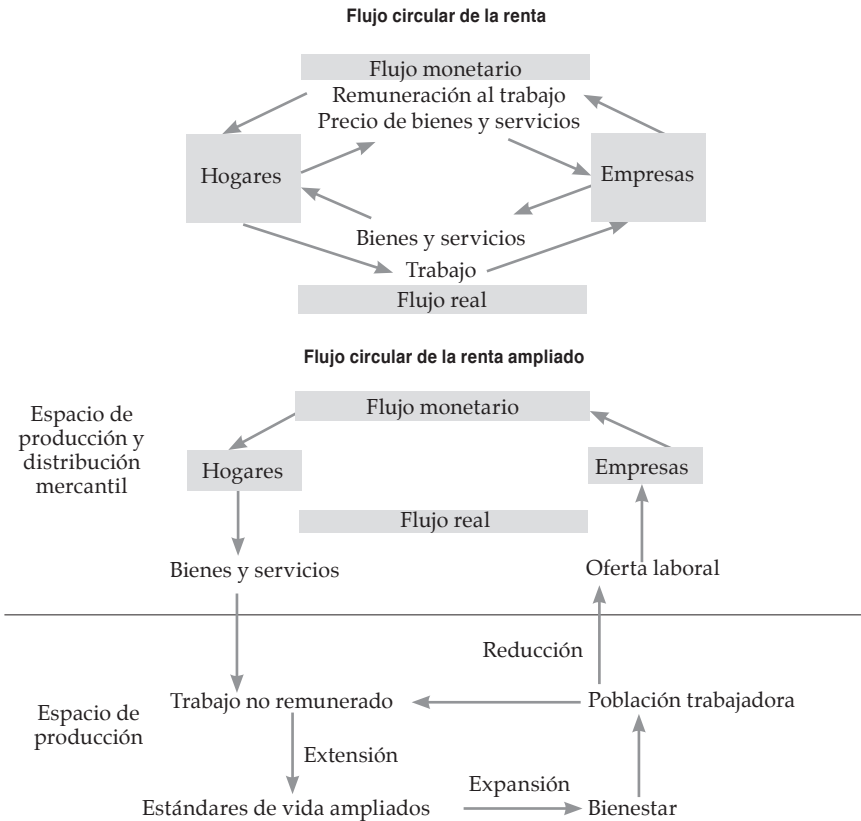 Flujo circular de la renta
Flujo monetario
Remuneración al trabajo
Precio de bienes y servicios
Hogares
Empresas
Bienes y servicios
Trabajo
Flujo real
Flujo circular de la renta ampliado
Espacio de
producción y
distribución
mercantil
Flujo monetario
Hogares
Empresas
Flujo real
Bienes y servicios
Oferta laboral
Reducción
Espacio de
producción
Trabajo no remunerado
Población trabajadora
Extensión
Expansión
Estándares de vida ampliados
Bienestar